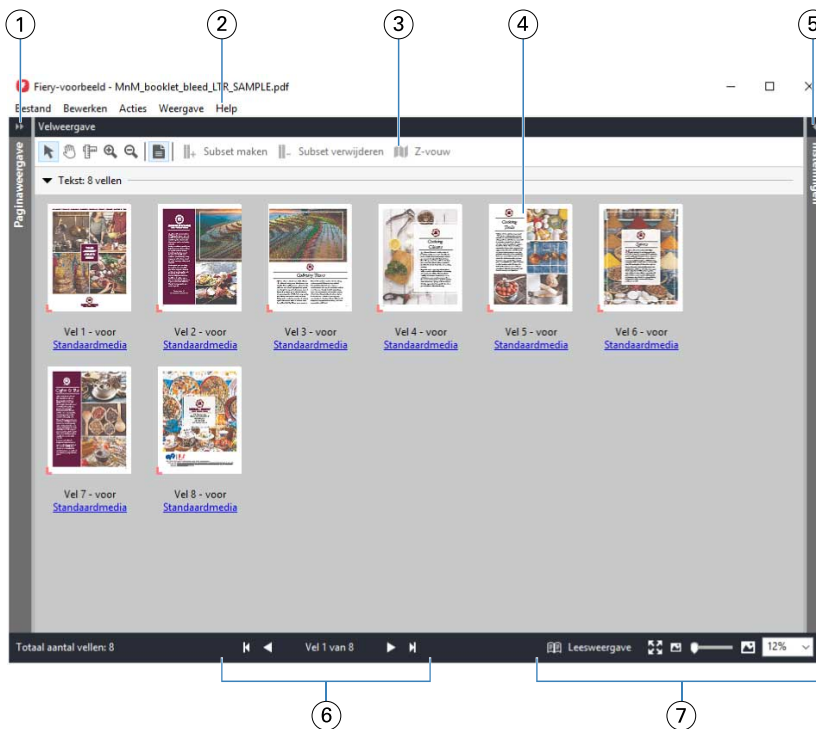 1 2 3 4 5
Fiery-voorbeeld - MnM_booklet_bleed_LTR_SAMPLE.pdf
Bestand Bewerken Acties Weergave Help
Velweergave
Paginaweergave
Subset maken Subset verwijderen Z-vouw
Instellingen
Tekst: 8 vellen
Vel 1 - voor Vel 2 - voor Vel 3 - voor Vel 4 - voor Vel 5 - voor Vel 6 - voor
Standaardmedia Standaardmedia Standaardmedia Standaardmedia Standaardmedia Standaardmedia
Vel 7 - voor Vel 8 - voor
Standaardmedia Standaardmedia
Totaal aantal vellen: 8 Vel 1 van 8 Leesweergave 12%
6 7